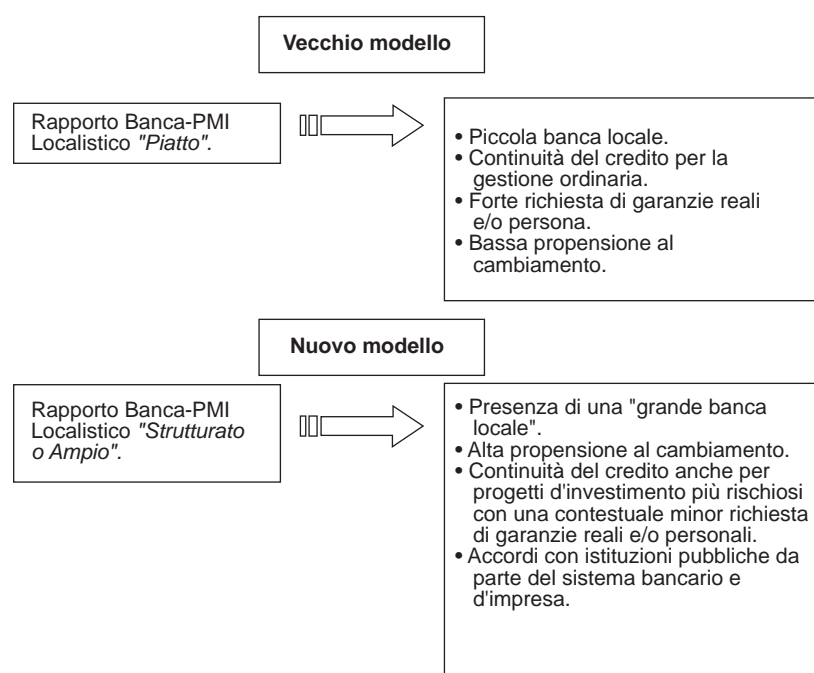 Vecchio modello
Rapporto Banca-PMI
Localistico "Piatto".
• Piccola banca locale.
• Continuità del credito per la
gestione ordinaria.
• Forte richiesta di garanzie reali
e/o persona.
• Bassa propensione al
cambiamento.
Nuovo modello
Rapporto Banca-PMI
Localistico "Strutturato
o Ampio".
• Presenza di una "grande banca
locale".
• Alta propensione al cambiamento.
• Continuità del credito anche per
progetti d'investimento più rischiosi
con una contestuale minor richiesta
di garanzie reali e/o personali.
• Accordi con istituzioni pubbliche da
parte del sistema bancario e
d'impresa.